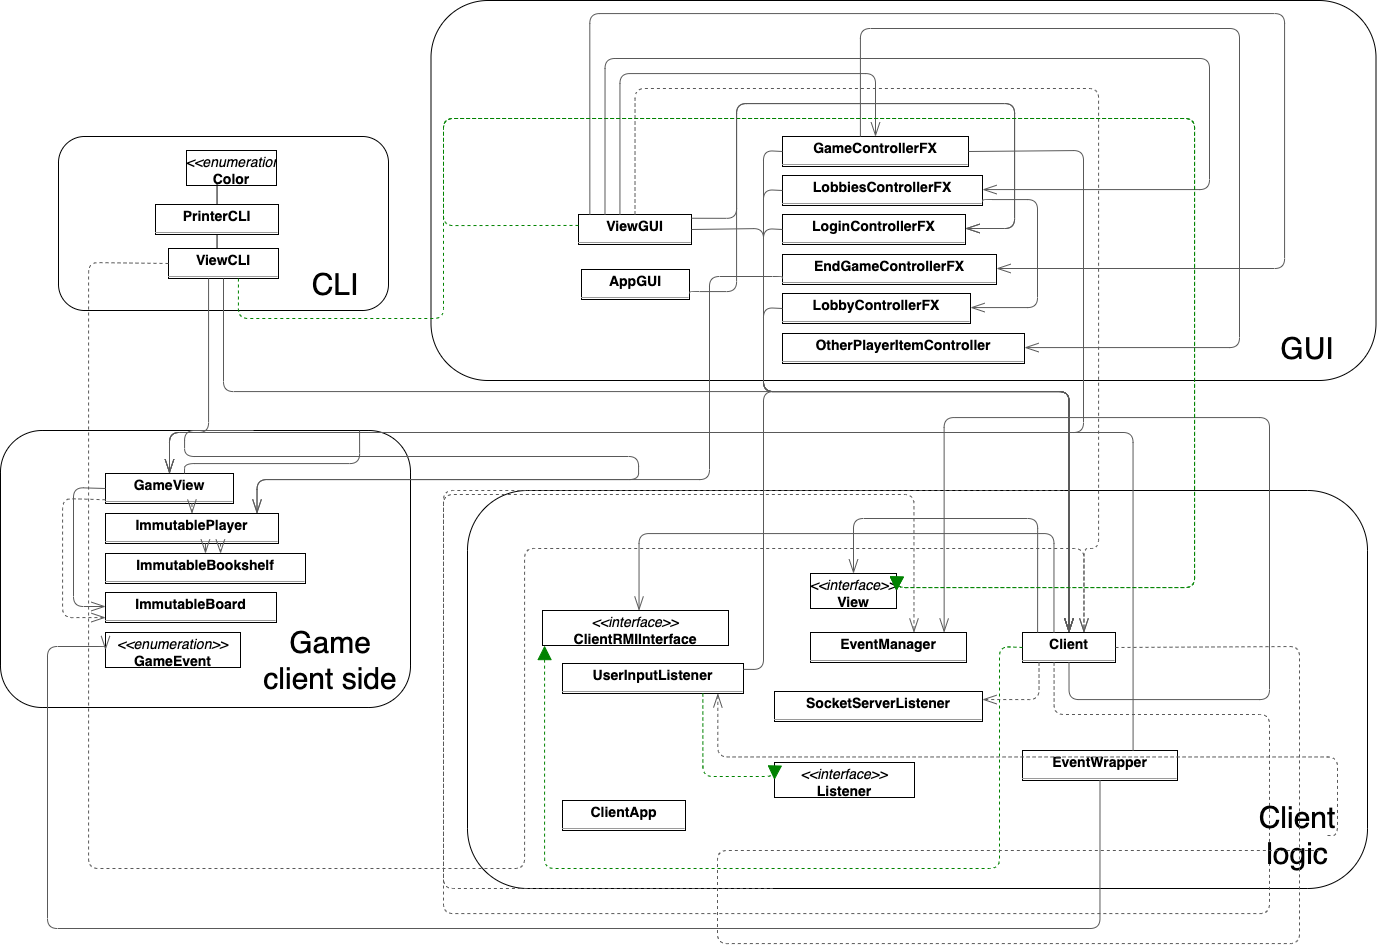 <<enumeratior
Color
PrinterCLI
ViewCLI
CLI
GameControllerFX
LobbiesControllerFX
ViewGUI
LoginControllerFX
EndGameControllerFX
AppGUI
LobbyControllerFX
OtherPlayerItemController
GUI
GameView
ImmutablePlayer
ImmutableBookshelf
ImmutableBoard
<<enumeration>>
GameEvent
Game
client side
<<interface>>
View
<<interface>>
ClientRMIInterface
EventManager
Client
UserInputListener
SocketServerListener
<<interface>>
Listener
EventWrapper
ClientApp
Client
logic